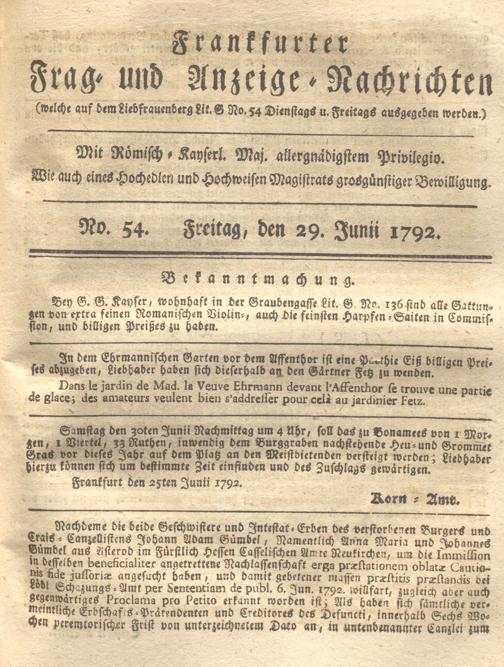 Frankfurter
Frag- und Anzeige-Nachrichten
(welche auf dem Liebfrauenberg Lit. G No. 54 Dienstags u. Freitags ausgegeben werden.)
Mit Römisch-Kayserl. Maj. allergnädigstem Privilegio.
Wie auch eines Hochedlen und Hochweisen Magistrats grosgünstiger Bewilligung.
No. 54. Freitag, den 29. Junii 1792.
Bekanntmachung.
Bey G. G. Kayser, wohnhaft in der Graubengasse Lit. G. No. 136 sind alle Gattun-
gen von extra feinen Romanischen Violin-, auch die feinsten Harpfen-Saiten in Commis-
sion, und billigen Preißes zu haben.
In dem Ehrmannischen Garten vor dem Affenthor ist eine Parthie Eiß billigen Prei-
ses abzugeben, Liebhaber haben sich dieserhalb an den Gärtner Fetz zu wenden.
Dans le jardin de Mad. la Veuve Ehrmann devant l'Affenthor se trouve une partie
de glace; des amateurs veulent bien s'addresser pour celà au jardinier Fetz.
Samstag den 30ten Junii Nachmittag um 4 Uhr, soll das zu Bonamees von 1 Mor-
gen, 1 Viertel, 33 Ruthen, inwendig dem Burggraben nachstehende Heu- und Grommet
Gras vor dieses Jahr auf dem Platz an den Meistbietenden versteigt werden; Liebhaber
hierzu können sich um bestimmte Zeit einfinden und des Zuschlags gewärtigen.
Frankfurt den 25ten Junii 1792.
Korn-Amt.
Nachdeme die beide Geschwistere und Intestat-Erben des verstorbenen Burgers und
Crais-Canzellistens Johann Adam Gümbel, Namentlich Anna Maria und Johannes
Gümbel aus Asterod im Fürstlich Hessen Casselischen Amte Neukirchen, um die Immission
in desselben beneficialiter angetrettene Nachlassenschaft erga præstationem oblatæ Cautio-
nis fide jussoriæ angesucht haben, und damit gebetener massen præstitis præstandis bei
Löbl Schazungs-Amt per Sententiam de publ. 6. Jun. 1792. willfart, zugleich aber auch
gegenwärtiges Proclama pro Petito erkannt worden ist; Als haben sich sämtliche ver-
meintliche Erbschafts-Prätendenten und Creditores des Defuncti, innerhalb Sechs Wo-
chen peremtorischer Frist von unterzeichnetem Dato an, in untenbenannter Canzlei zum